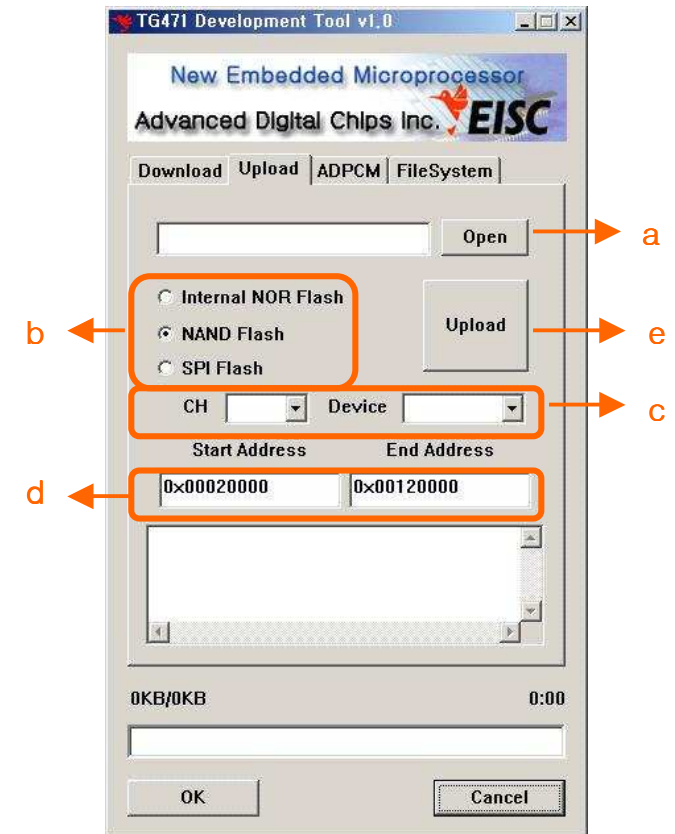 TG471 Development Tool v1.0
New Embedded Microprocessor
Advanced Digital Chips Inc. EISC
Download Upload ADPCM FileSystem
Open a
Internal NOR Flash
b NAND Flash Upload e
SPI Flash
CH Device c
Start Address End Address
d 0x00020000 0x00120000
0KB/0KB 0:00
OK Cancel